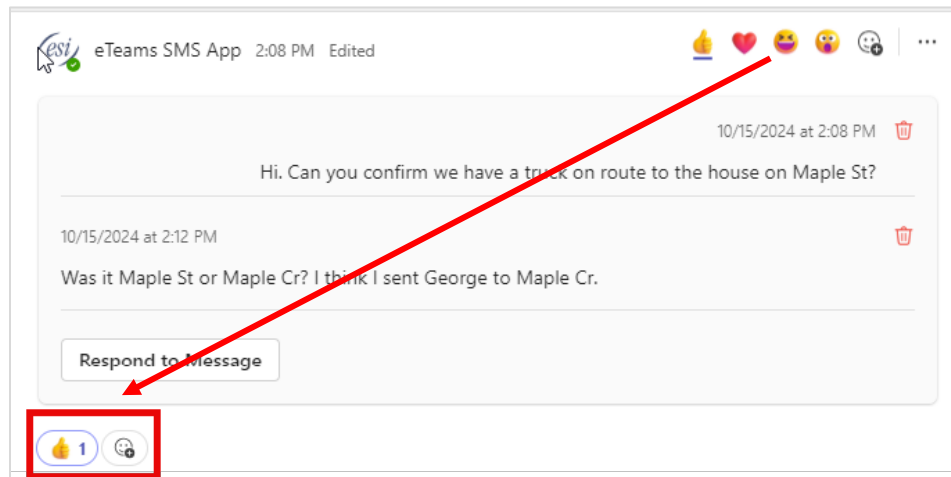 esi eTeams SMS App 2:08 PM Edited
10/15/2024 at 2:08 PM
Hi. Can you confirm we have a truck on route to the house on Maple St?
10/15/2024 at 2:12 PM
Was it Maple St or Maple Cr? I think I sent George to Maple Cr.
Respond to Message
1